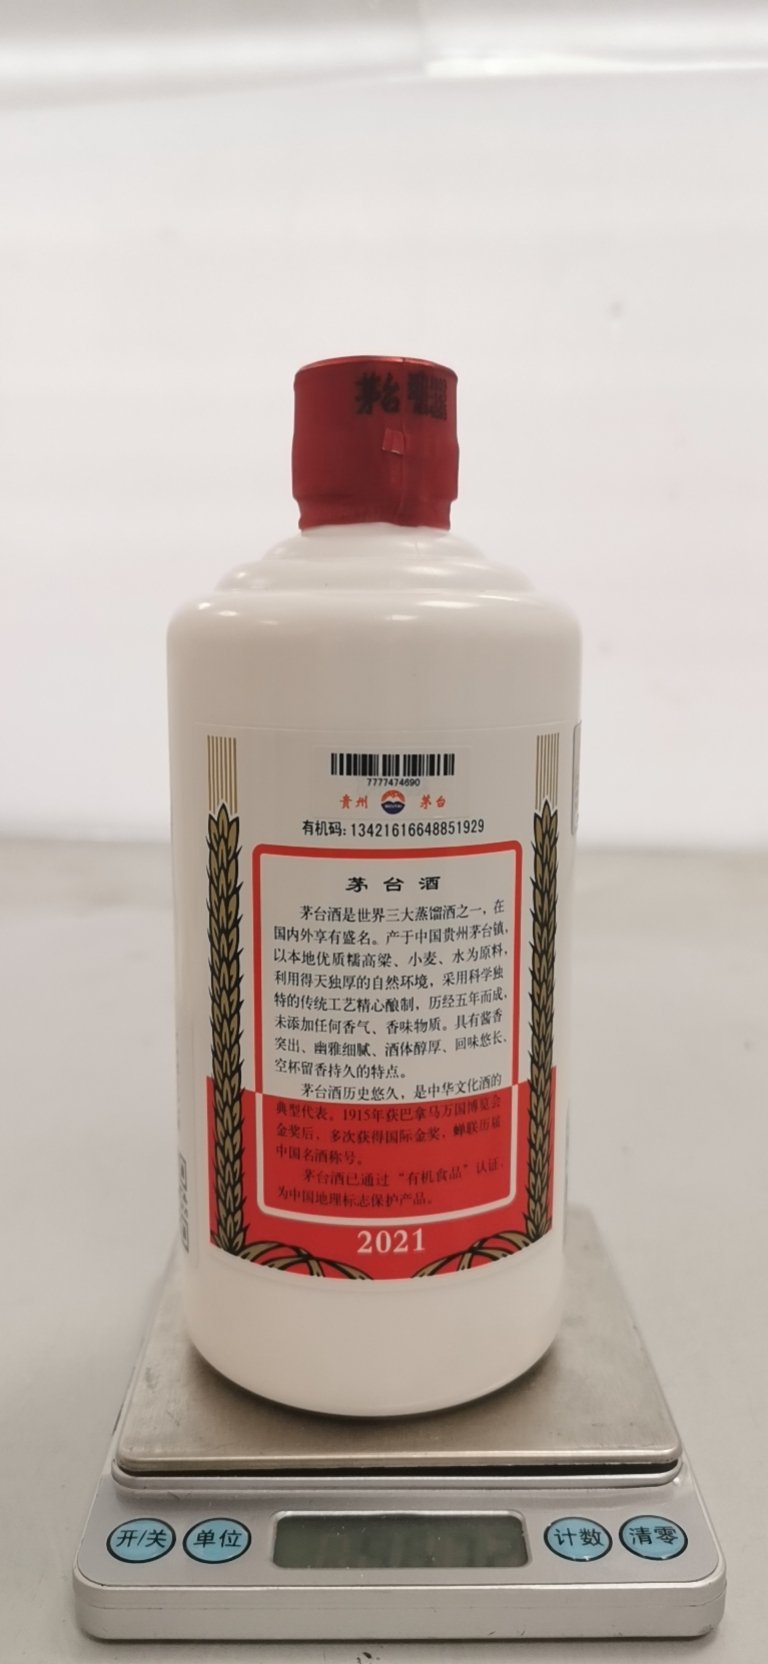 茅台
7777474690
贵州 茅台
有机码:13421616648851929
茅台酒
茅台酒是世界三大蒸馏酒之一，在
国内外享有盛名。产于中国贵州茅台镇，
以本地优质糯高粱、小麦、水为原料，
利用得天独厚的自然环境，采用科学独
特的传统工艺精心酿制，历经五年而成，
未添加任何香气、香味物质。具有酱香
突出、幽雅细腻、酒体醇厚、回味悠长、
空杯留香持久的特点。
茅台酒历史悠久，是中华文化酒的
典型代表。1915年获巴拿马万国博览会
金奖后，多次获得国际金奖，蝉联历届
中国名酒称号。
茅台酒已通过“有机食品”认证，
为中国地理标志保护产品。
2021
开/关 单位 计数 清零